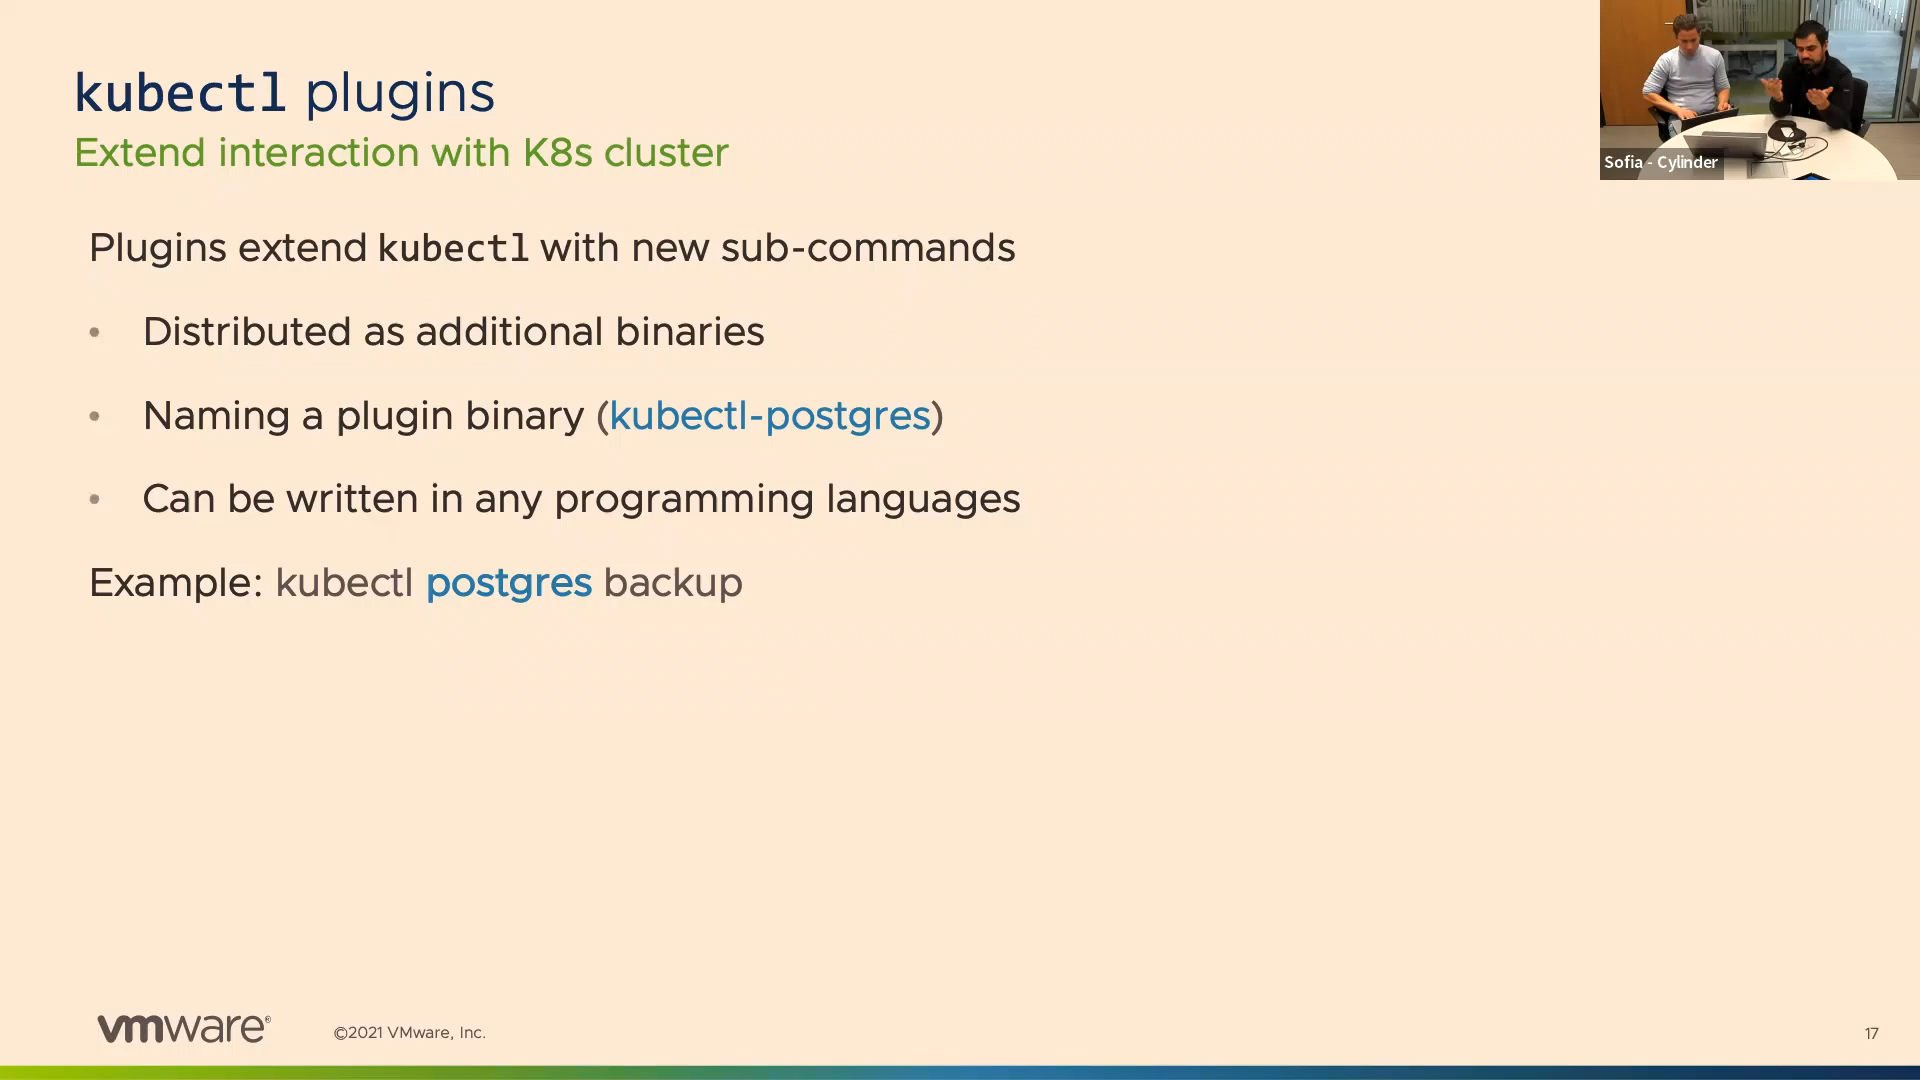 kubectl plugins
Extend interaction with K8s cluster
Sofia - Cylinder
Plugins extend kubectl with new sub-commands
• Distributed as additional binaries
• Naming a plugin binary (kubectl-postgres)
• Can be written in any programming languages
Example: kubectl postgres backup
vmware®
©2021 VMware, Inc.
17